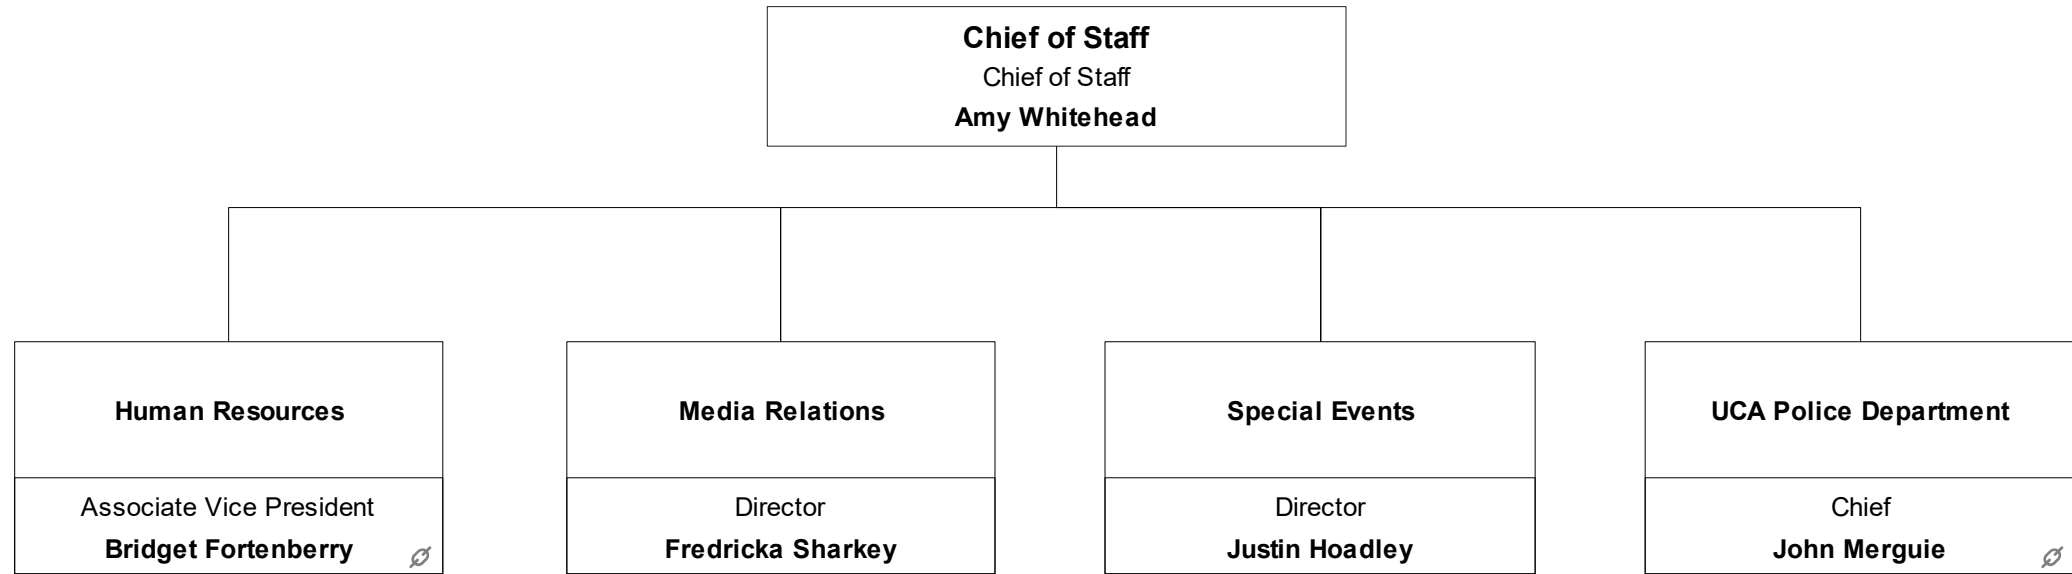 Chief of Staff
Chief of Staff
Amy Whitehead
Human Resources
Associate Vice President
Bridget Fortenberry
Media Relations
Director
Fredricka Sharkey
Special Events
Director
Justin Hoadley
UCA Police Department
Chief
John Merguie